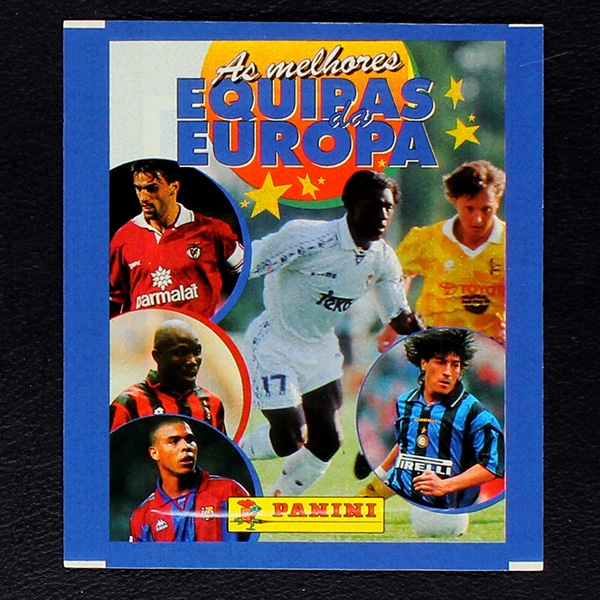 As melhores
EQUIPAS
da
EUROPA
parmalat
Teka
TOYOTA
17
PIRELLI
PANINI